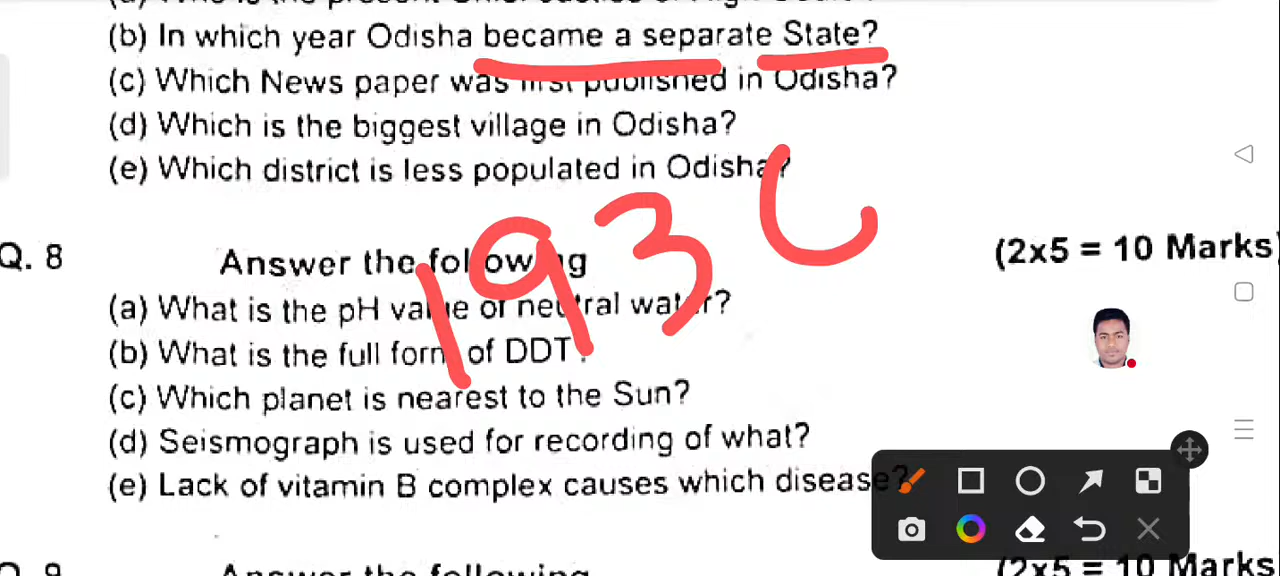 (b) In which year Odisha became a separate State?
(c) Which News paper was first published in Odisha?
(d) Which is the biggest village in Odisha?
(e) Which district is less populated in Odisha?
193
Q. 8 Answer the following (2x5 = 10 Marks)
(a) What is the pH value of neutral water?
(b) What is the full form of DDT?
(c) Which planet is nearest to the Sun?
(d) Seismograph is used for recording of what?
(e) Lack of vitamin B complex causes which disease?
Q. 9 Answer the following (2x5 = 10 Marks